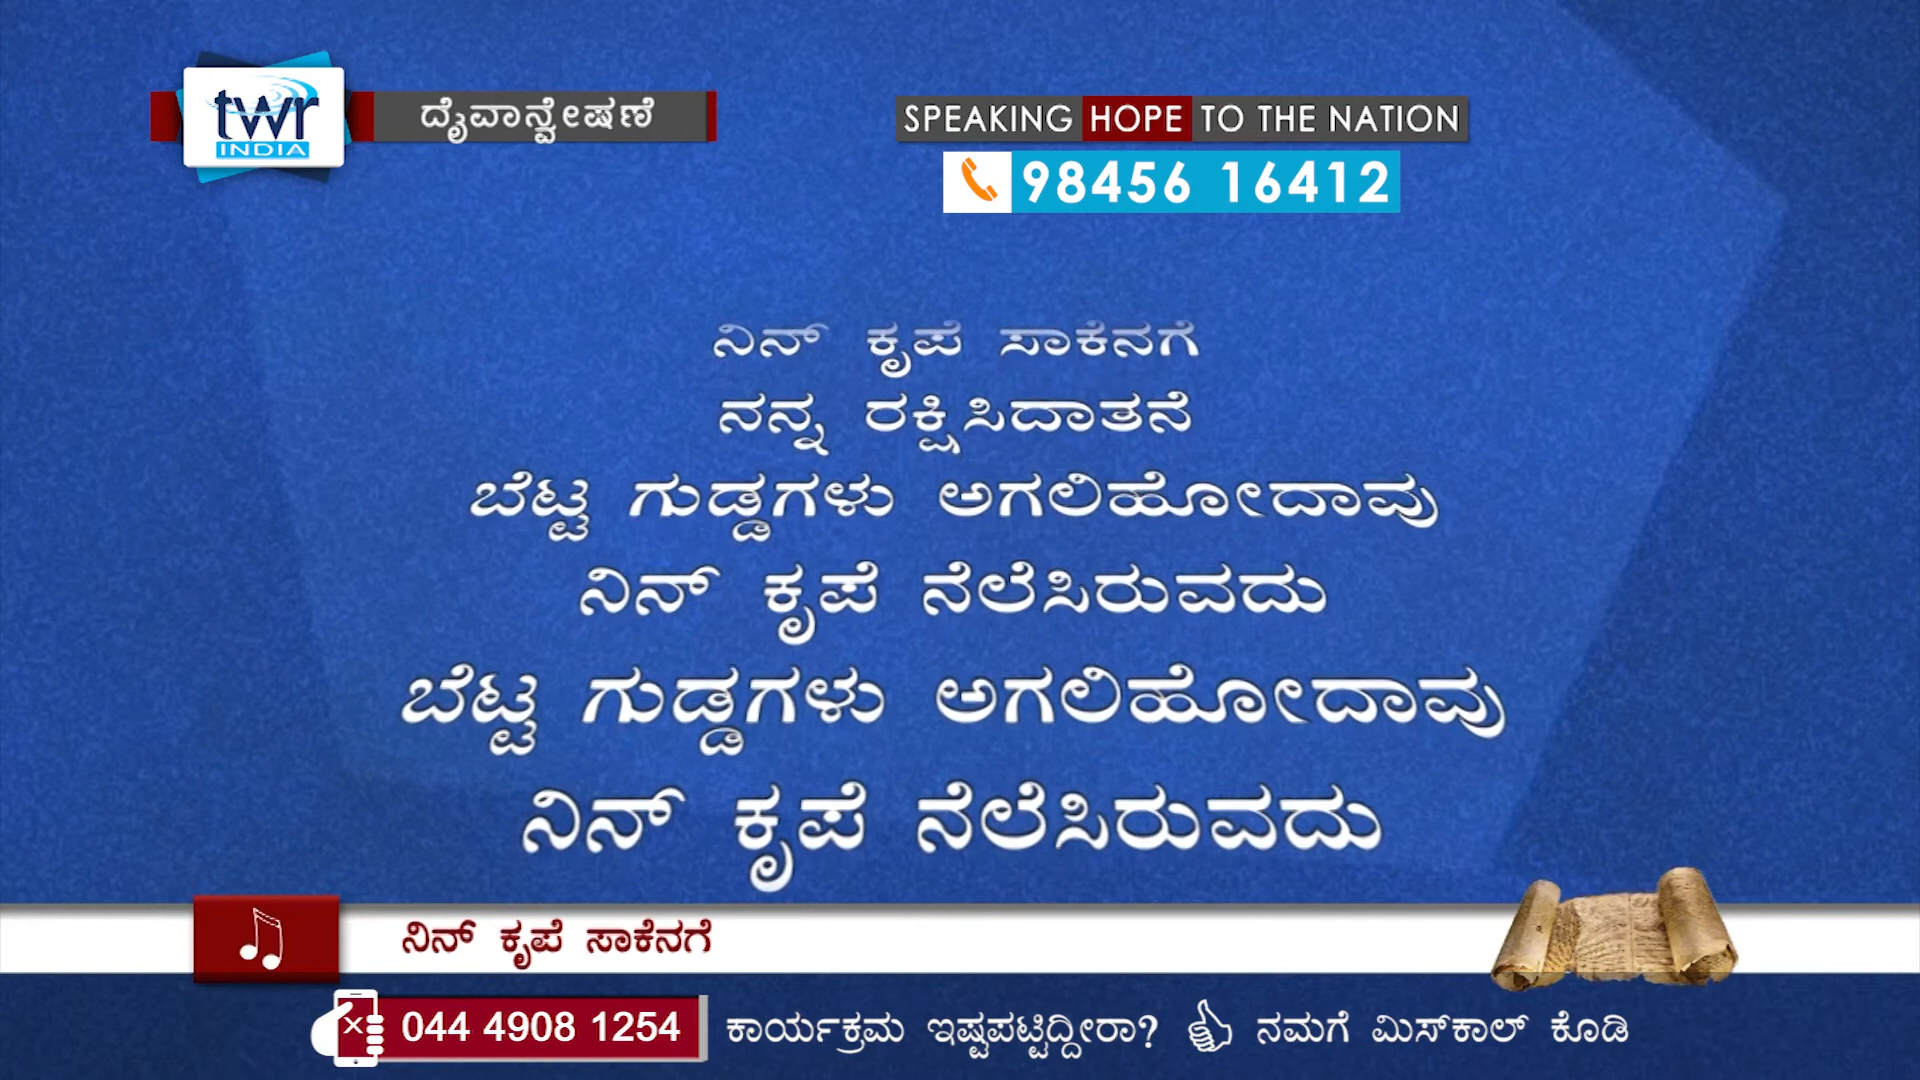 twr
INDIA
ದೈವಾನ್ವೇಷಣೆ
SPEAKING HOPE TO THE NATION
98456 16412
ನಿನ್ ಕೃಪೆ ಸಾಕೆನಗೆ
ನನ್ನ ರಕ್ಷಿಸಿದಾತನೆ
ಬೆಟ್ಟ ಗುಡ್ಡಗಳು ಅಗಲಿಹೋದಾವು
ನಿನ್ ಕೃಪೆ ನೆಲೆಸಿರುವದು
ಬೆಟ್ಟ ಗುಡ್ಡಗಳು ಅಗಲಿಹೋದಾವು
ನಿನ್ ಕೃಪೆ ನೆಲೆಸಿರುವದು
ನಿನ್ ಕೃಪೆ ಸಾಕೆನಗೆ
044 4908 1254 ಕಾರ್ಯಕ್ರಮ ಇಷ್ಟಪಟ್ಟಿದ್ದೀರಾ? ನಮಗೆ ಮಿಸ್‌ಕಾಲ್ ಕೊಡಿ